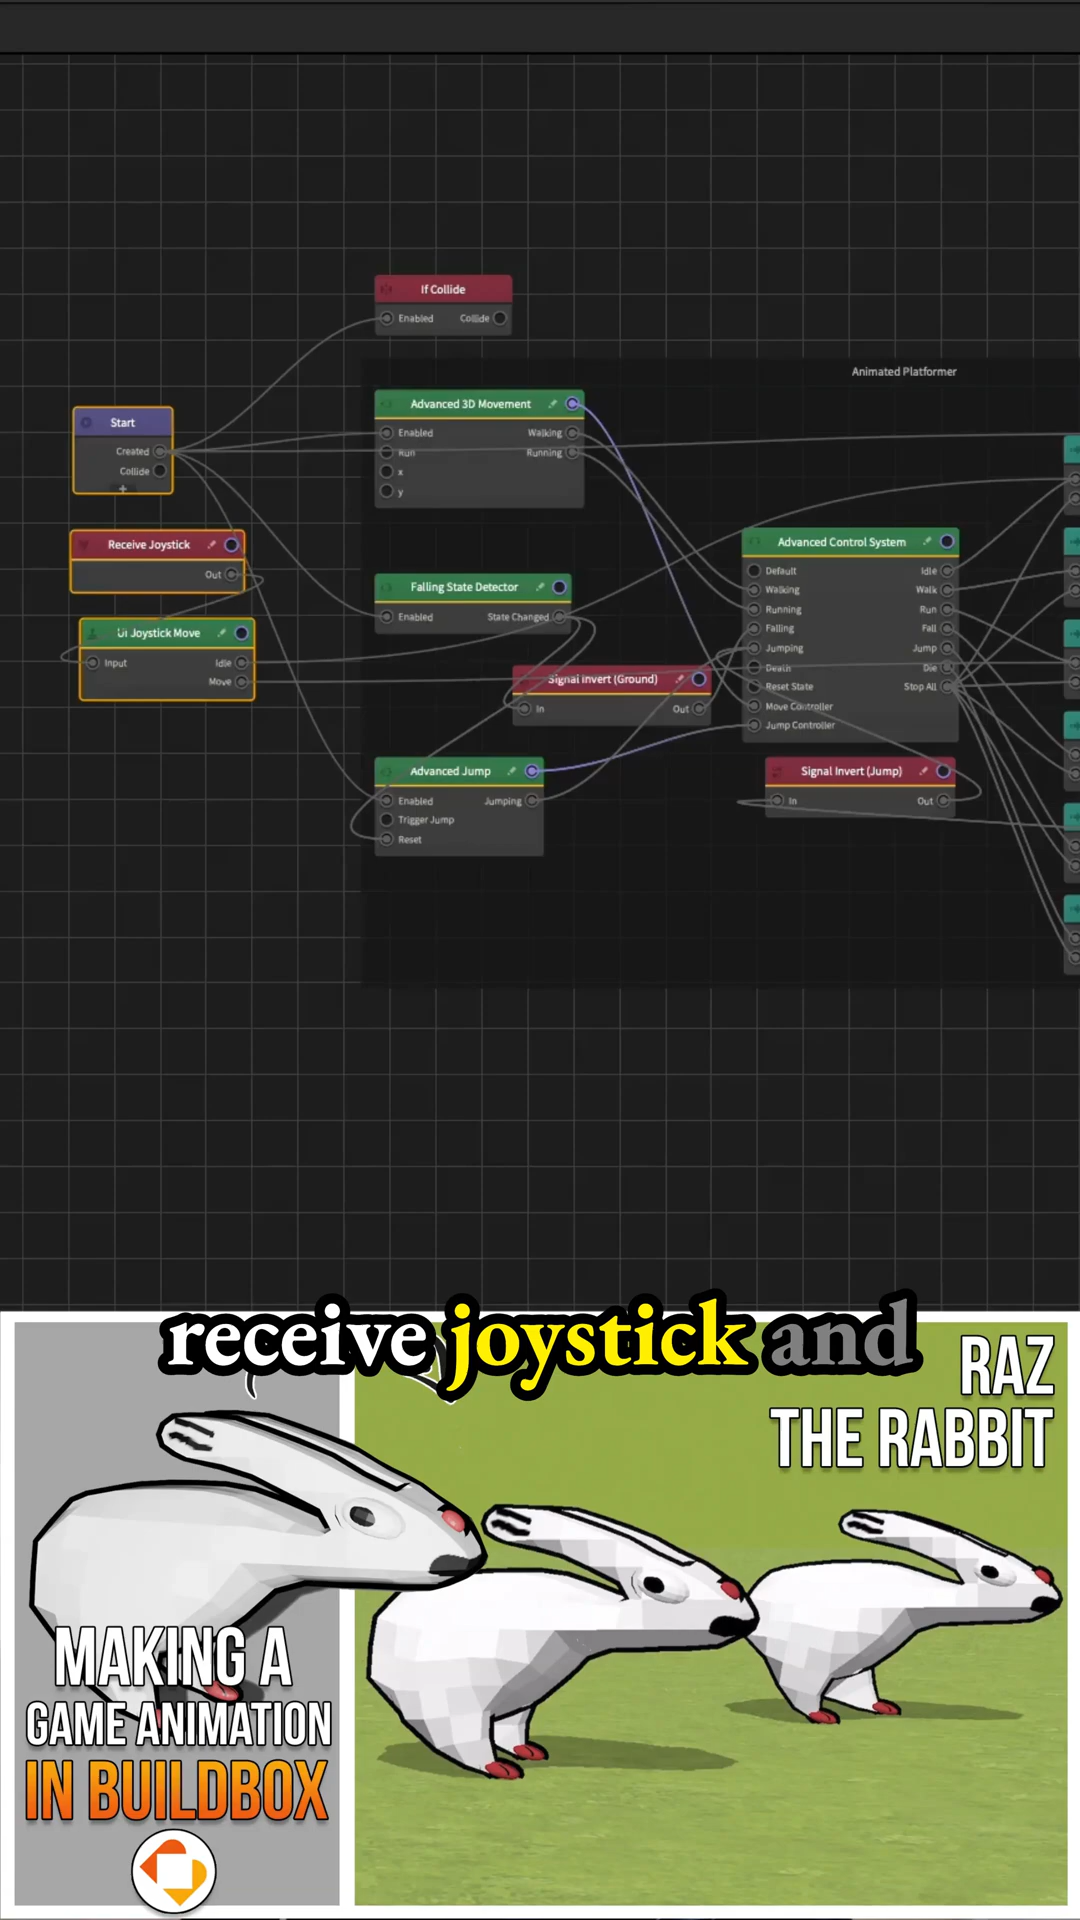 If Collide
Enabled Collide
Animated Platformer
Start
Created
Collide
+
Advanced 3D Movement
Enabled Walking
Run Running
x
y
Receive Joystick
Out
Advanced Control System
Default Idle
Walking Walk
Running Run
Falling Fall
Jumping Jump
Death Die
Reset State Stop All
Move Controller
Jump Controller
Falling State Detector
Enabled State Changed
UI Joystick Move
Input Idle
Move
Signal Invert (Ground)
In Out
Advanced Jump
Enabled Jumping
Trigger Jump
Reset
Signal Invert (Jump)
In Out
receive joystick and
RAZ
THE RABBIT
MAKING A
GAME ANIMATION
IN BUILDBOX